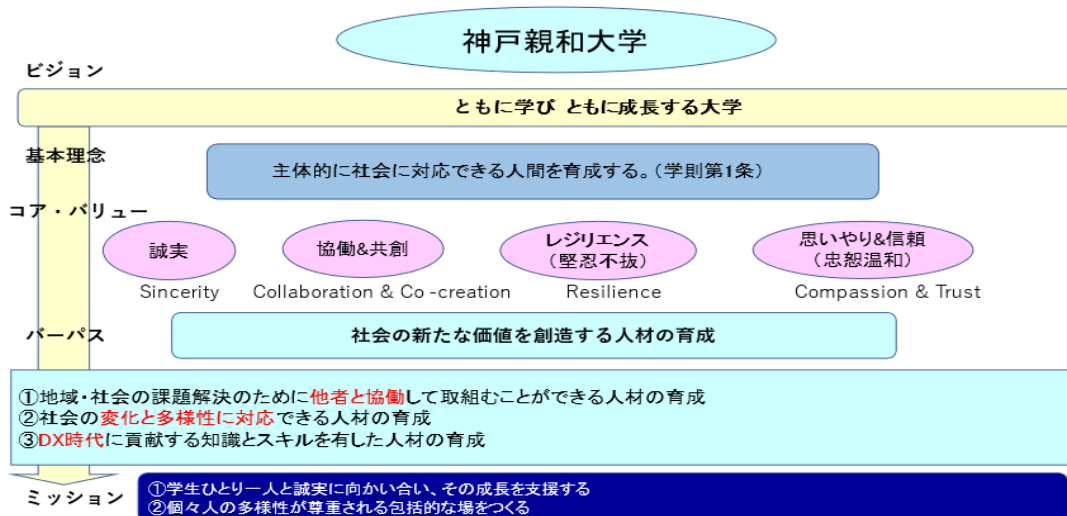 神戸親和大学
ビジョン
ともに学び ともに成長する大学
基本理念
主体的に社会に対応できる人間を育成する。（学則第1条）
コア・バリュー
誠実
協働&共創
レジリエンス
（堅忍不抜）
思いやり&信頼
（忠恕温和）
Sincerity
Collaboration & Co -creation
Resilience
Compassion & Trust
パーパス
社会の新たな価値を創造する人材の育成
①地域・社会の課題解決のために他者と協働して取組むことができる人材の育成
②社会の変化と多様性に対応できる人材の育成
③DX時代に貢献する知識とスキルを有した人材の育成
ミッション
①学生ひとり一人と誠実に向かい合い、その成長を支援する
②個々人の多様性が尊重される包括的な場をつくる